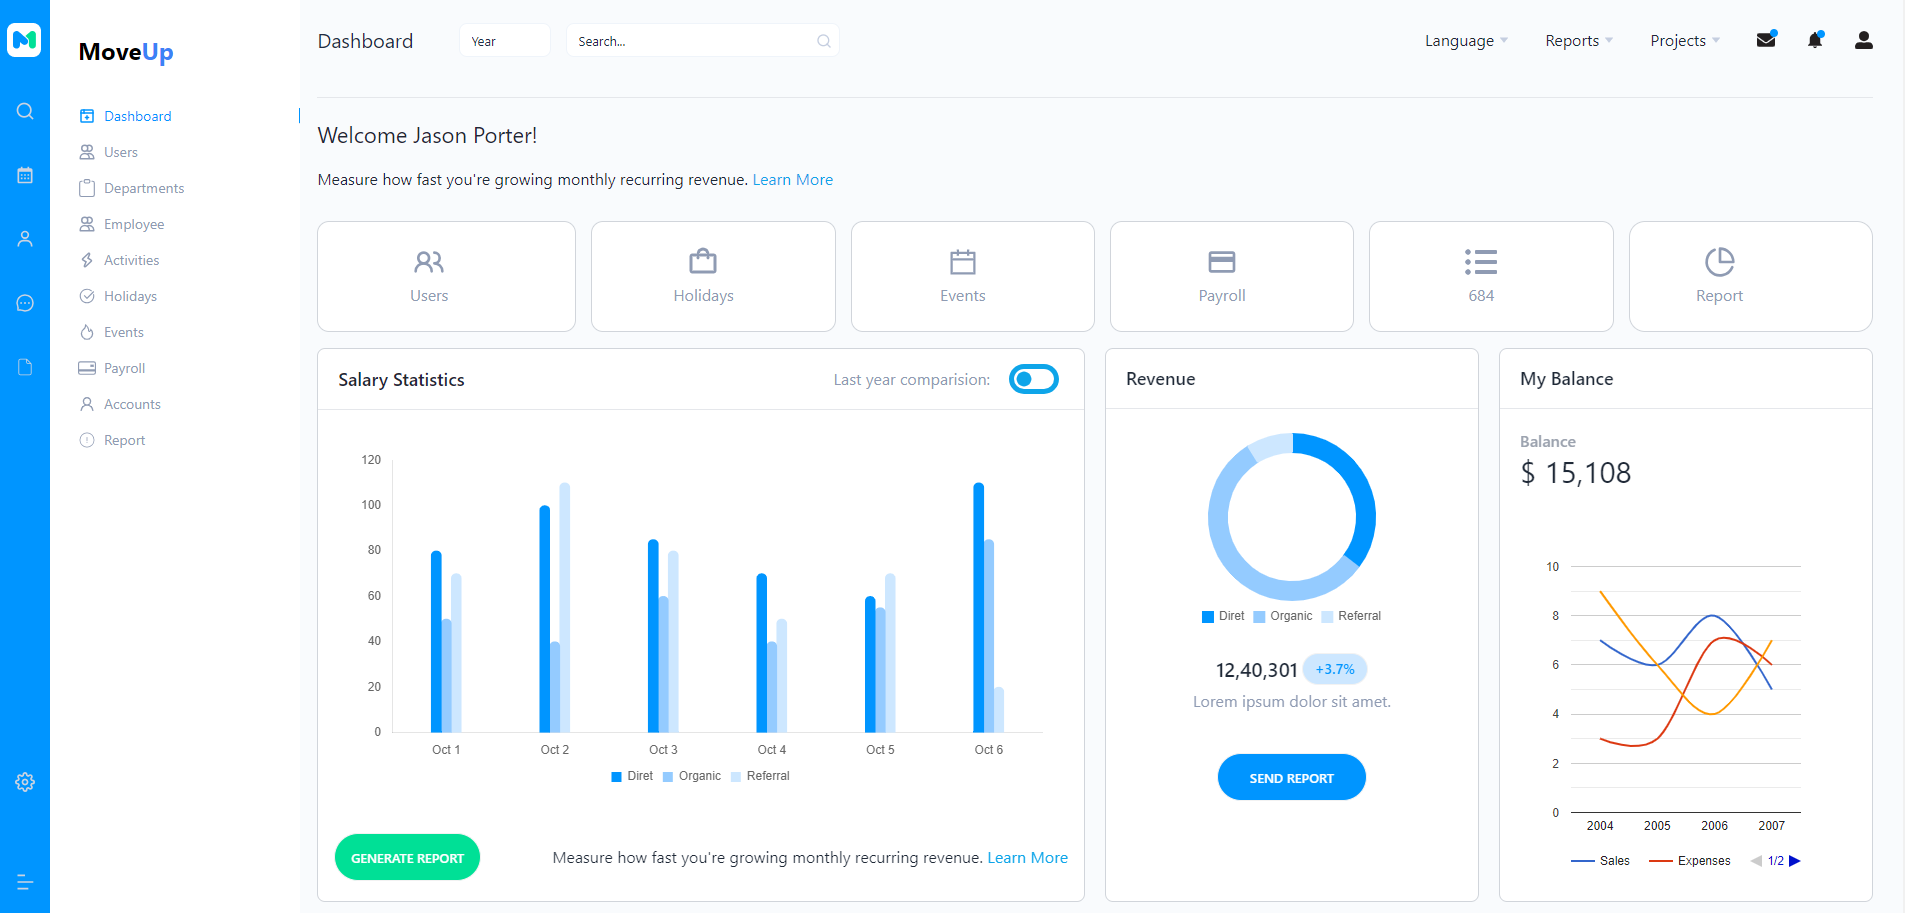 MoveUp
Dashboard
Users
Departments
Employee
Activities
Holidays
Events
Payroll
Accounts
Report
Dashboard
Year
Search...
Language
Reports
Projects
Welcome Jason Porter!
Measure how fast you're growing monthly recurring revenue. Learn More
Users
Holidays
Events
Payroll
684
Report
Salary Statistics
Last year comparision:
120
100
80
60
40
20
0
Oct 1 Oct 2 Oct 3 Oct 4 Oct 5 Oct 6
Diret Organic Referral
GENERATE REPORT
Measure how fast you're growing monthly recurring revenue. Learn More
Revenue
Diret Organic Referral
12,40,301 +3.7%
Lorem ipsum dolor sit amet.
SEND REPORT
My Balance
Balance
$ 15,108
10
8
6
4
2
0
2004 2005 2006 2007
Sales Expenses 1/2